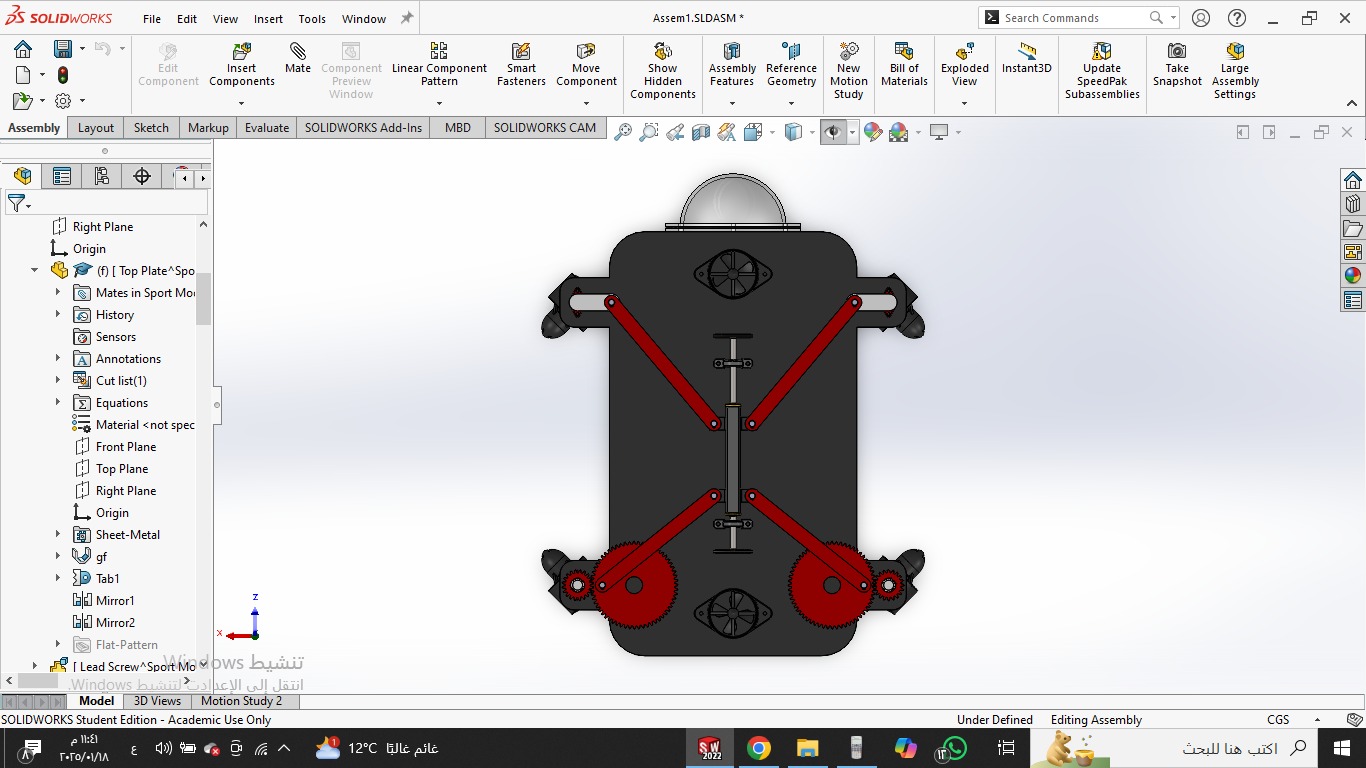 SOLIDWORKS File Edit View Insert Tools Window Assem1.SLDASM * Search Commands
Edit Component
Insert Components
Mate
Component Preview Window
Linear Component Pattern
Smart Fasteners
Move Component
Show Hidden Components
Assembly Features
Reference Geometry
New Motion Study
Bill of Materials
Exploded View
Instant3D
Update SpeedPak Subassemblies
Take Snapshot
Large Assembly Settings
Assembly Layout Sketch Markup Evaluate SOLIDWORKS Add-Ins MBD SOLIDWORKS CAM
Right Plane
Origin
(f) [ Top Plate^Spo
Mates in Sport Mo
History
Sensors
Annotations
Cut list(1)
Equations
Material <not spec
Front Plane
Top Plane
Right Plane
Origin
Sheet-Metal
gf
Tab1
Mirror1
Mirror2
Flat-Pattern
[ Lead Screw^Sport Mo
z
x
تنشيط Windows
انتقل إلى الإعدادات لتنشيط Windows.
Model 3D Views Motion Study 2
SOLIDWORKS Student Edition - Academic Use Only Under Defined Editing Assembly CGS
٨ ١١:٤١ م ع 1 12°C غائم غالبًا SW 2022 ١٣ اكتب هنا للبحث
٢٠٢٥/٠١/١٨